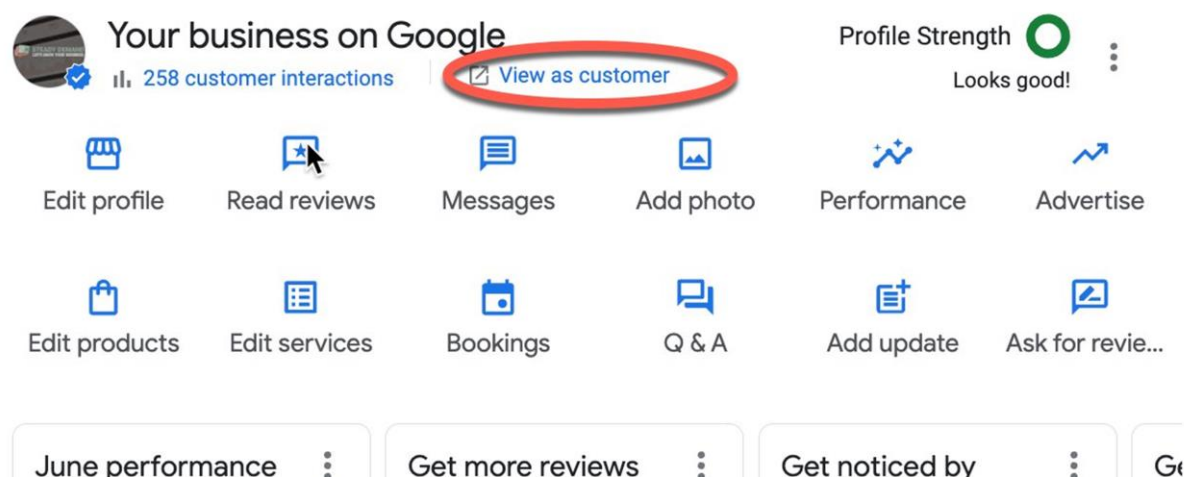 Your business on Google
258 customer interactions
View as customer
Profile Strength
Looks good!
Edit profile
Read reviews
Messages
Add photo
Performance
Advertise
Edit products
Edit services
Bookings
Q & A
Add update
Ask for revie...
June performance
Get more reviews
Get noticed by